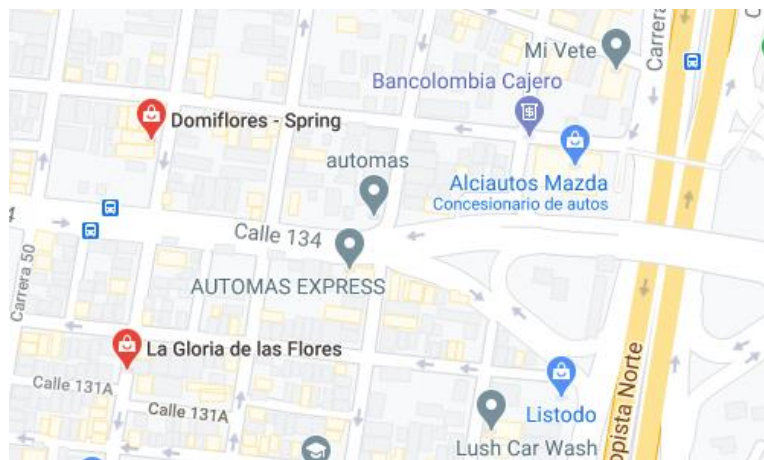 Mi Vete
Carrera
Bancolombia Cajero
$
Domiflores - Spring
automas
Alciautos Mazda
Concesionario de autos
4
Calle 134
Carrera 50
AUTOMAS EXPRESS
La Gloria de las Flores
opista Norte
Calle 131A
Calle 131A
Listodo
Lush Car Wash